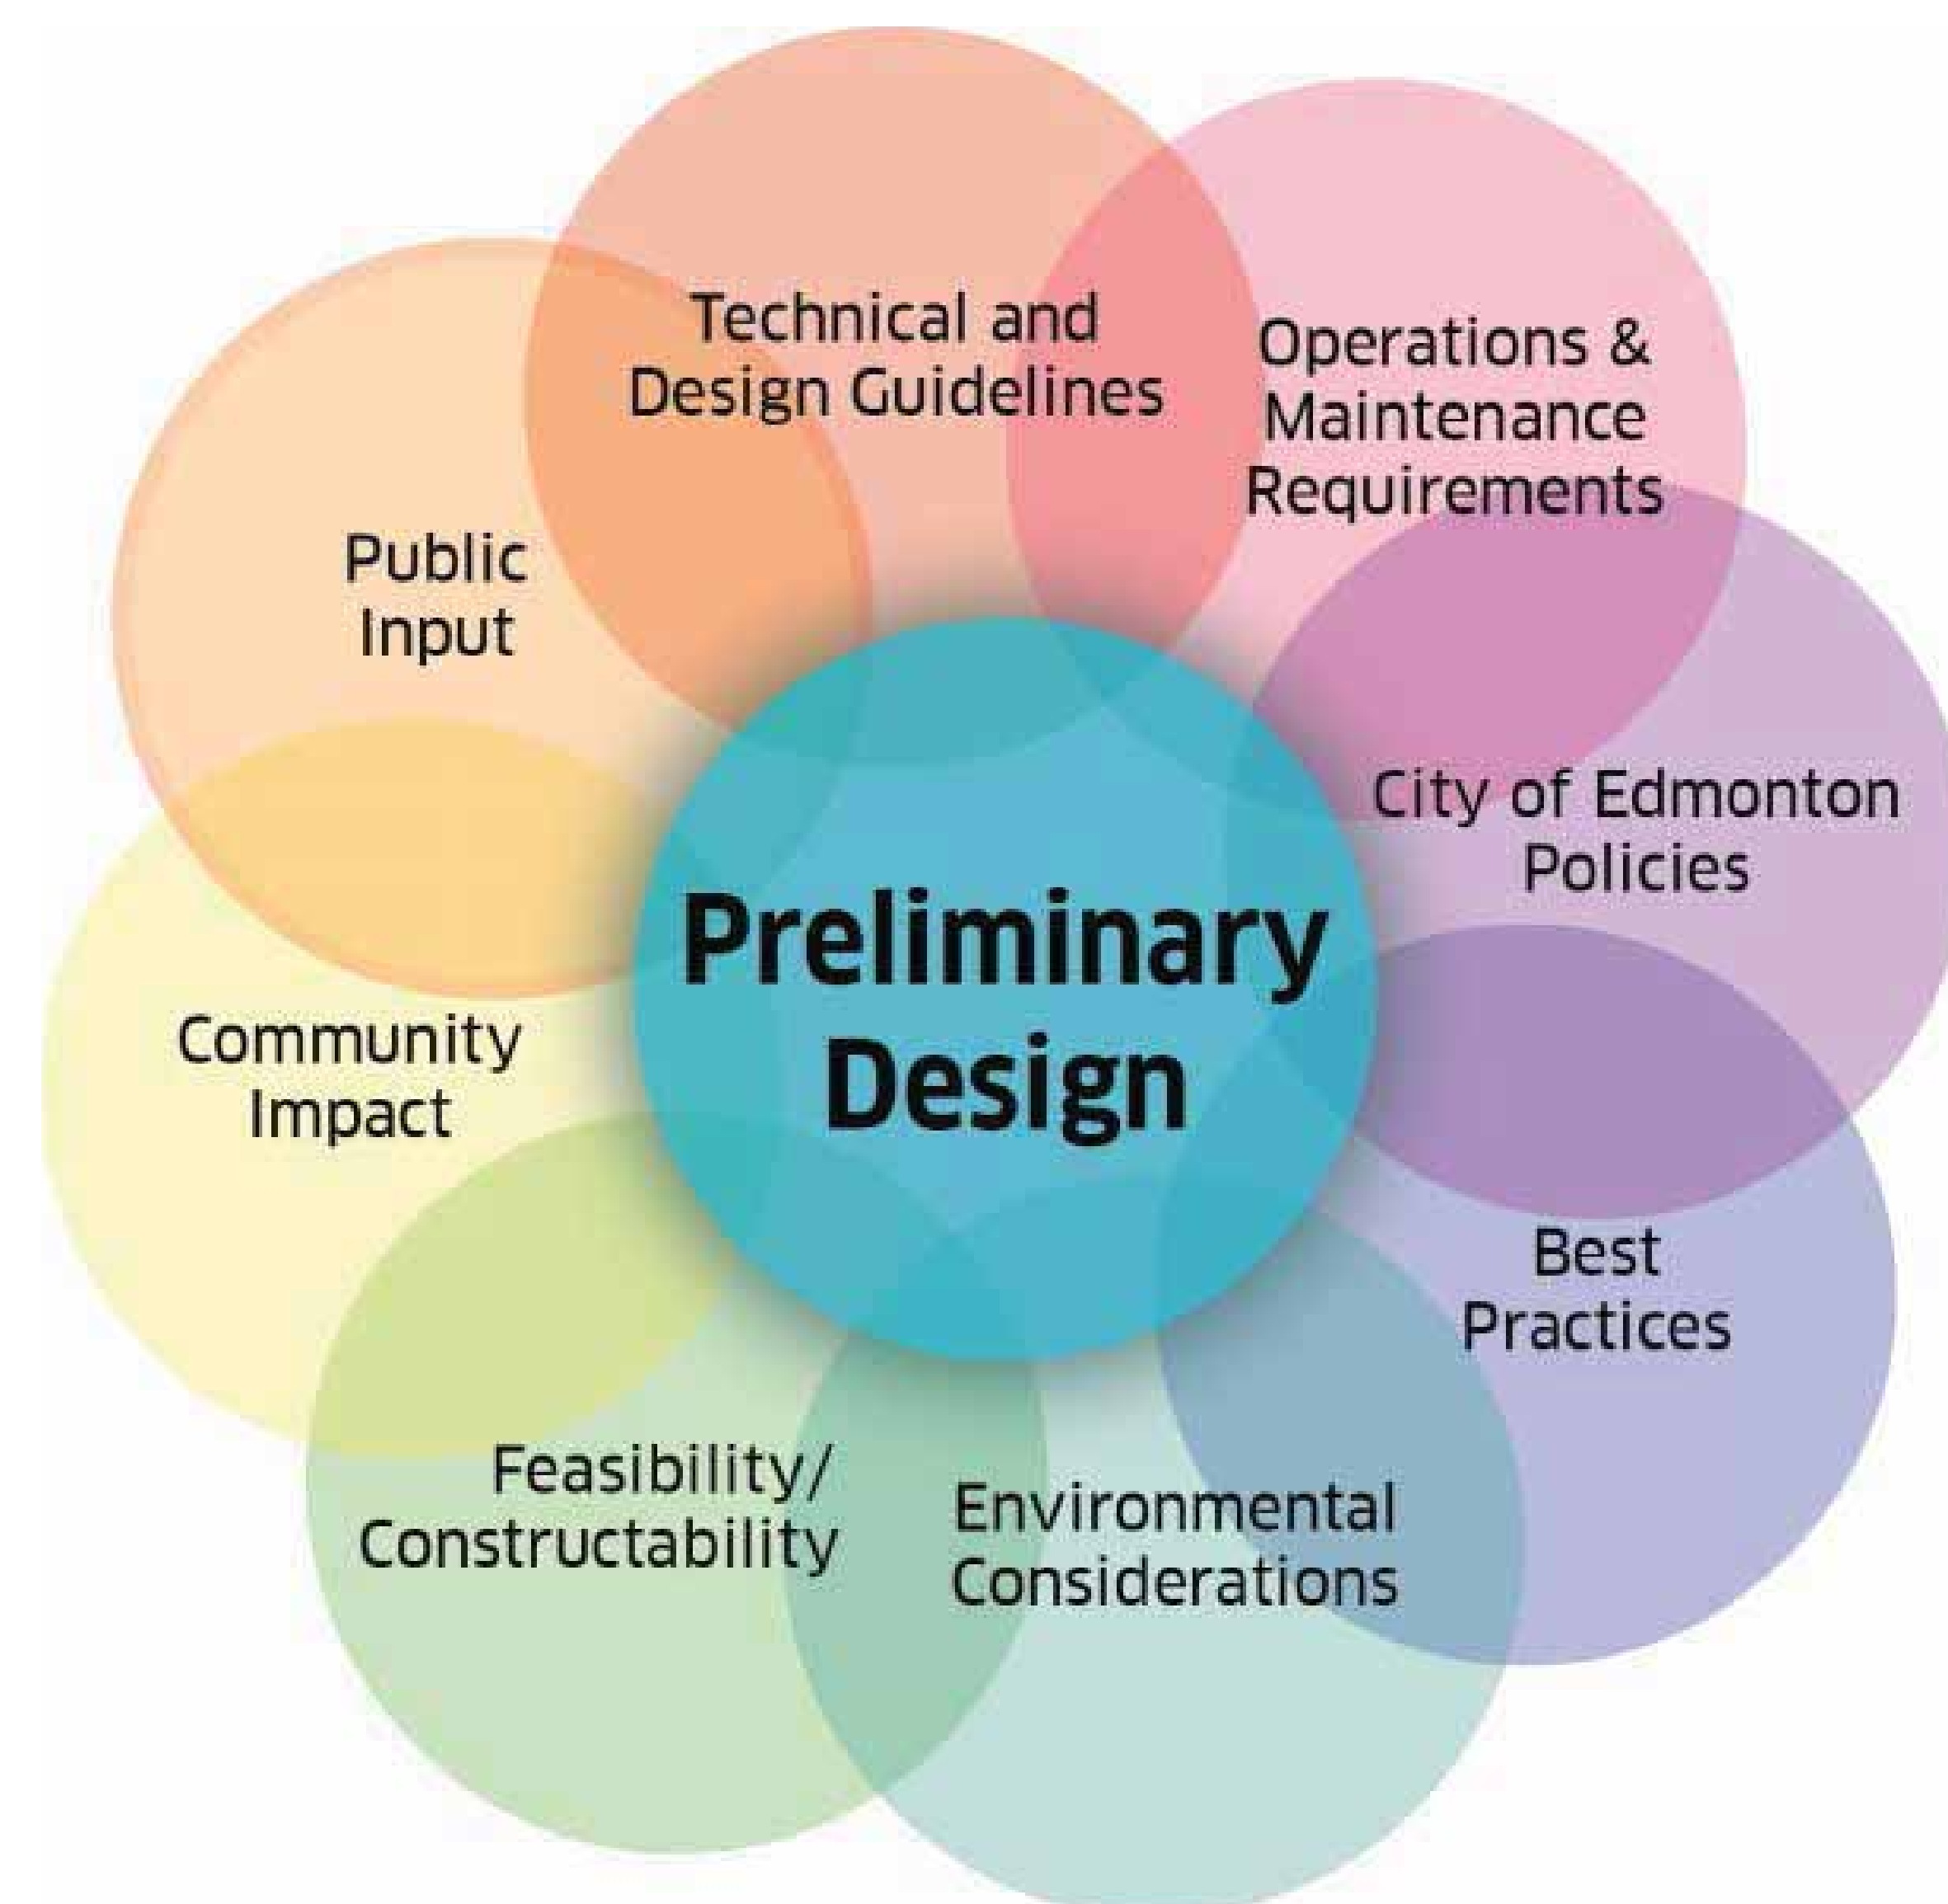 Technical and
Design Guidelines
Operations &
Maintenance
Requirements
Public
Input
City of Edmonton
Policies
Preliminary
Design
Community
Impact
Best
Practices
Feasibility/
Constructability
Environmental
Considerations